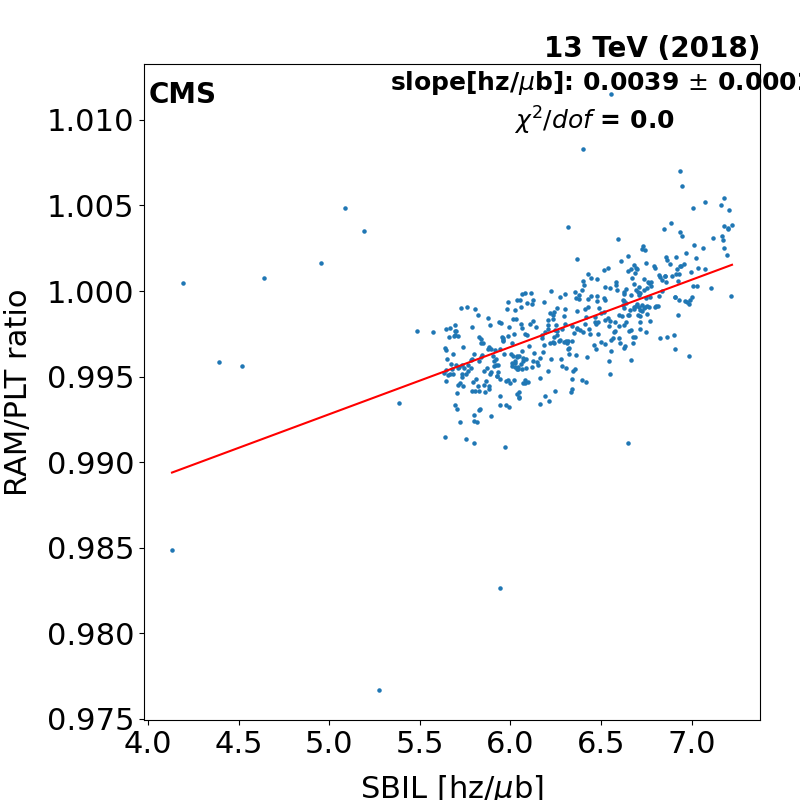 13 TeV (2018)
CMS
slope[hz/μb]: 0.0039 ± 0.000
χ²/dof = 0.0
1.010
1.005
1.000
0.995
0.990
0.985
0.980
0.975
RAM/PLT ratio
4.0 4.5 5.0 5.5 6.0 6.5 7.0
SBIL [hz/μb]